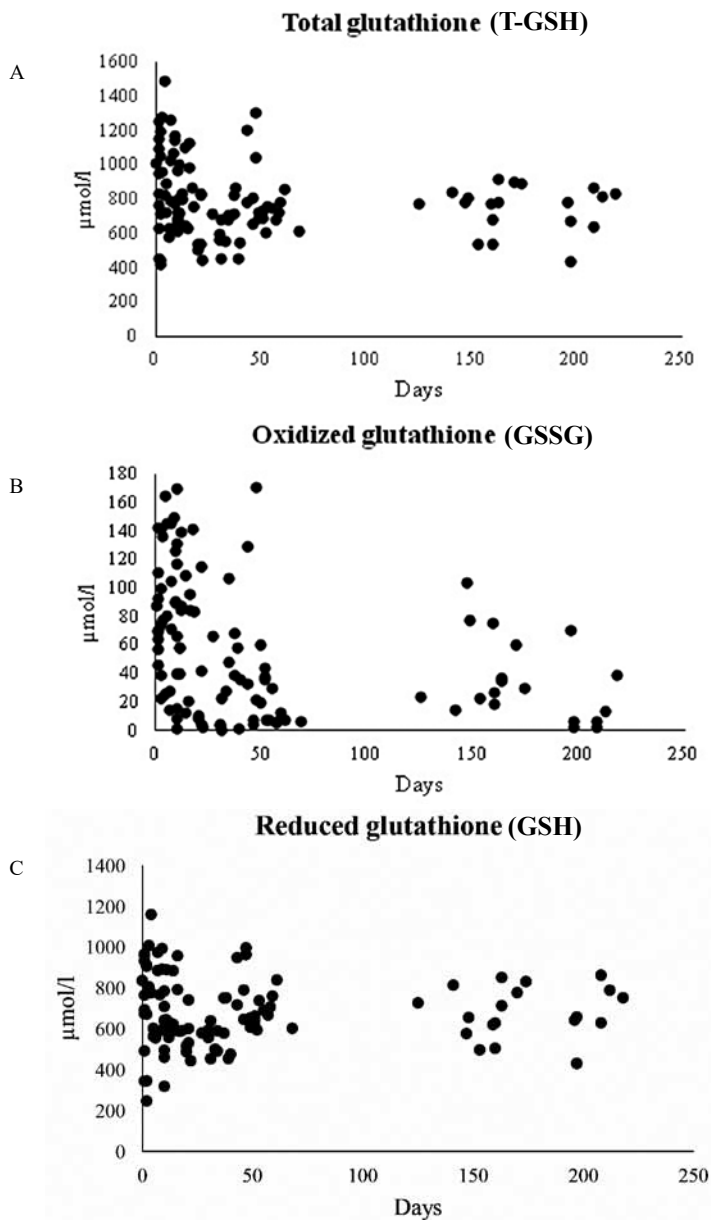 Total glutathione (T-GSH)
A
1600
1400
1200
1000
800
600
400
200
0
µmol/l
0 50 100 150 200 250
Days
Oxidized glutathione (GSSG)
B
180
160
140
120
100
80
60
40
20
0
µmol/l
0 50 100 150 200 250
Days
Reduced glutathione (GSH)
C
1400
1200
1000
800
600
400
200
0
µmol/l
0 50 100 150 200 250
Days